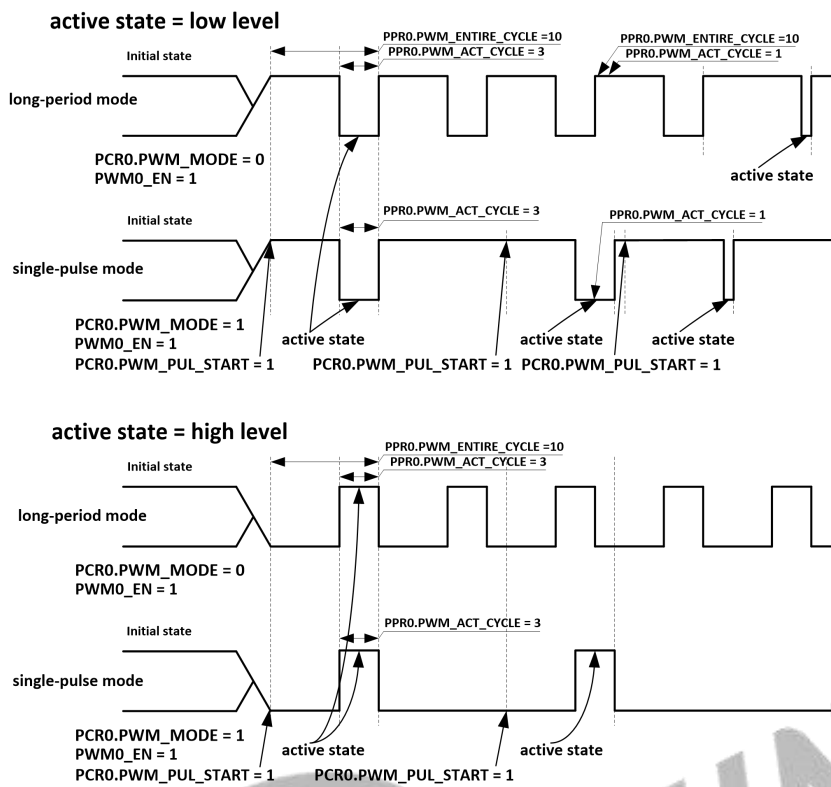 active state = low level
PPR0.PWM_ENTIRE_CYCLE =10
PPR0.PWM_ACT_CYCLE = 3
PPR0.PWM_ENTIRE_CYCLE =10
PPR0.PWM_ACT_CYCLE = 1
Initial state
long-period mode
PCR0.PWM_MODE = 0
PWM0_EN = 1
active state
Initial state
PPR0.PWM_ACT_CYCLE = 3
PPR0.PWM_ACT_CYCLE = 1
single-pulse mode
PCR0.PWM_MODE = 1
PWM0_EN = 1
PCR0.PWM_PUL_START = 1
active state
active state
active state
PCR0.PWM_PUL_START = 1
PCR0.PWM_PUL_START = 1
active state = high level
PPR0.PWM_ENTIRE_CYCLE =10
PPR0.PWM_ACT_CYCLE = 3
Initial state
long-period mode
PCR0.PWM_MODE = 0
PWM0_EN = 1
Initial state
PPR0.PWM_ACT_CYCLE = 3
single-pulse mode
PCR0.PWM_MODE = 1
PWM0_EN = 1
PCR0.PWM_PUL_START = 1
active state
active state
PCR0.PWM_PUL_START = 1